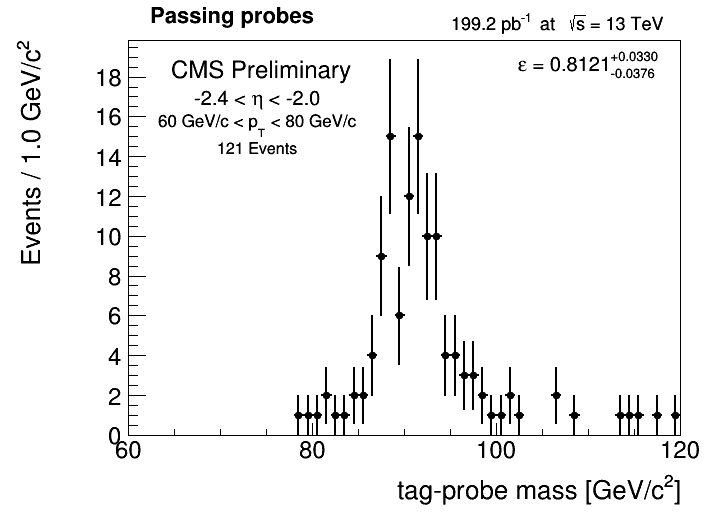 Passing probes
199.2 pb-1 at √s = 13 TeV
CMS Preliminary
-2.4 < η < -2.0
60 GeV/c < pT < 80 GeV/c
121 Events
ε = 0.8121 +0.0330 -0.0376
Events / 1.0 GeV/c2
18
16
14
12
10
8
6
4
2
0
60 80 100 120
tag-probe mass [GeV/c2]